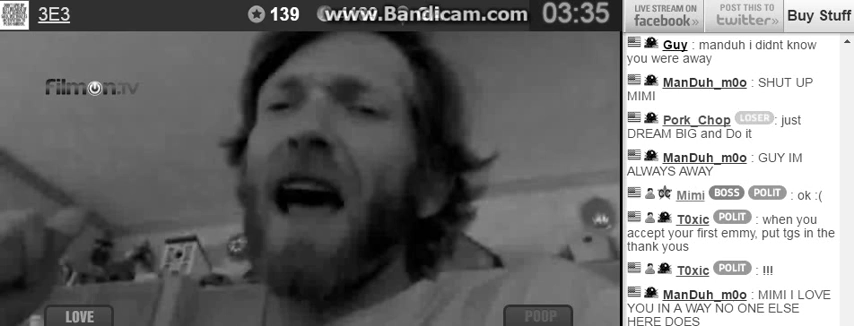 3E3
139
www.Bandicam.com
03:35
LIVE STREAM ON
facebook»
POST THIS TO
twitter»
Buy Stuff
filmon.tv
LOVE
POOP
Guy : manduh i didnt know
you were away
ManDuh_m0o : SHUT UP
MIMI
Pork_Chop LOSER : just
DREAM BIG and Do it
ManDuh_m0o : GUY IM
ALWAYS AWAY
Mimi BOSS POLIT : ok :(
T0xic POLIT : when you
accept your first emmy, put tgs in the
thank yous
T0xic POLIT : !!!
ManDuh_m0o : MIMI I LOVE
YOU IN A WAY NO ONE ELSE
HERE DOES